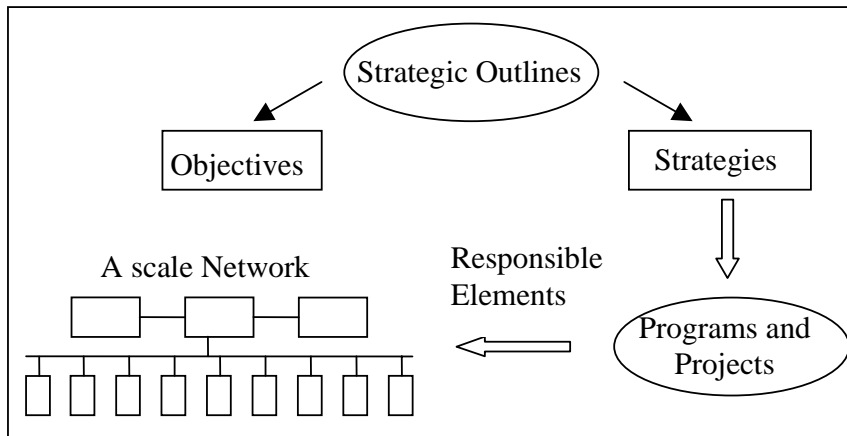 Strategic Outlines
Objectives
Strategies
A scale Network
Responsible
Elements
Programs and
Projects